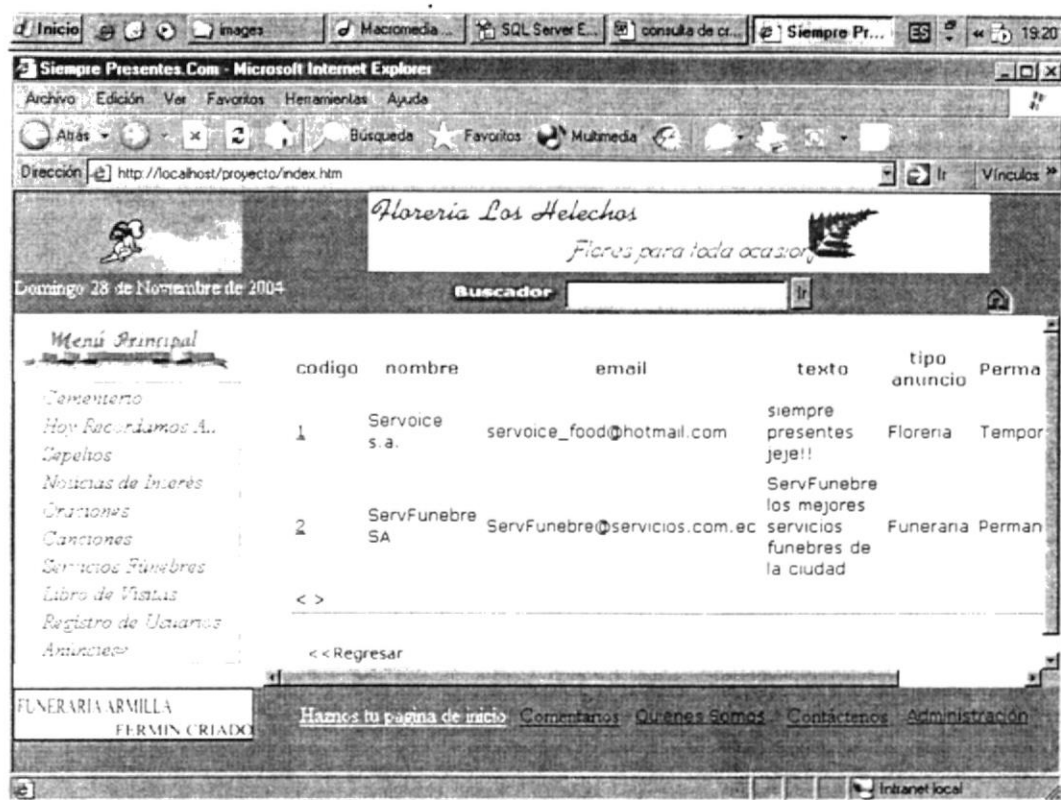 Inicio images Macromedia ... SQL Server E... consulta de cr... Siempre Pr... ES 19:20
Siempre Presentes.Com - Microsoft Internet Explorer
Archivo Edición Ver Favoritos Herramientas Ayuda
Atrás Búsqueda Favoritos Multimedia
Dirección http://localhost/proyecto/index.htm Ir Vínculos »
Florería Los Helechos
Flores para toda ocasion
Domingo 28 de Noviembre de 2004
Buscador Ir
Menú Principal
Cementerio
Hoy Recordamos A..
Sepelios
Noticias de Interés
Oraciones
Canciones
Servicios Fúnebres
Libro de Visitas
Registro de Usuarios
Anúnciese
codigo nombre email texto tipo anuncio Perma
1 Servoice s.a. servoice_food@hotmail.com siempre presentes jeje!! Floreria Tempor
2 ServFunebre SA ServFunebre@servicios.com.ec ServFunebre los mejores servicios funebres de la ciudad Funeraria Perman
< >
<<Regresar
FUNERARIA ARMILLA
FERMIN CRIADO
Haznos tu pagina de inicio Comentarios Quienes Somos Contáctenos Administración
Intranet local